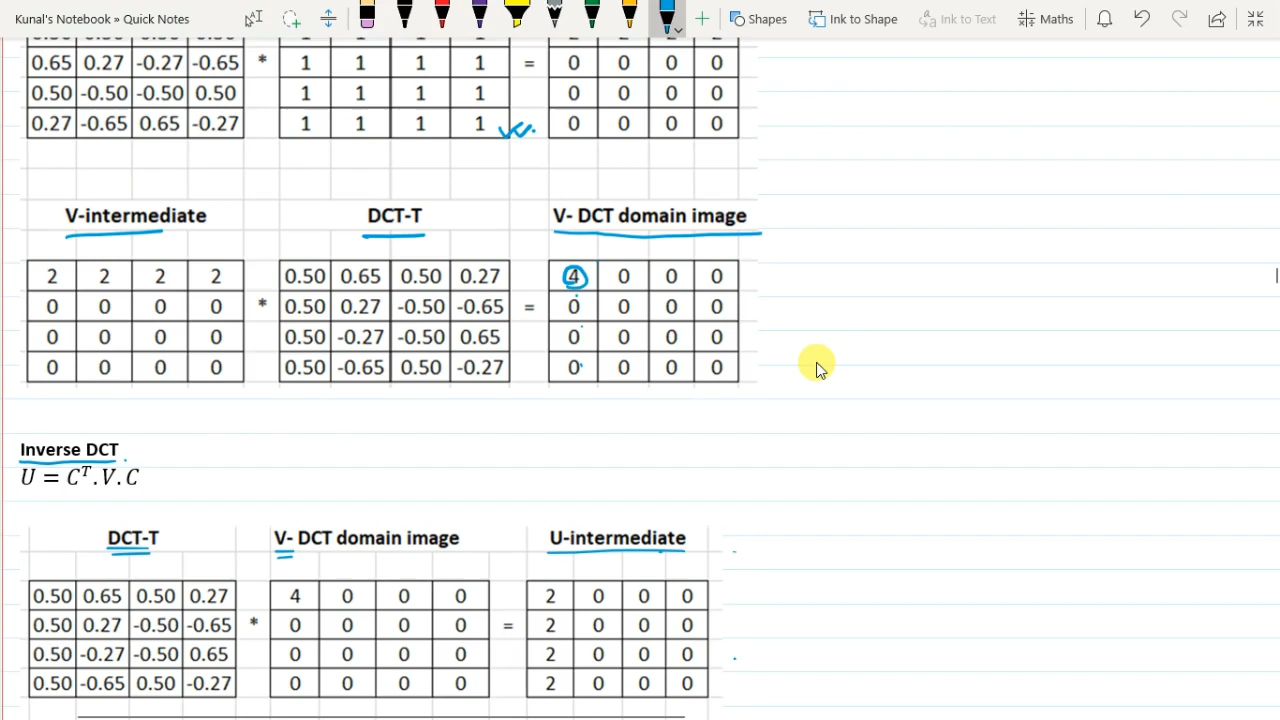 Kunal's Notebook » Quick Notes Shapes Ink to Shape Ink to Text Maths
0.65 0.27 -0.27 -0.65 * 1 1 1 1 = 0 0 0 0
0.50 -0.50 -0.50 0.50 1 1 1 1 0 0 0 0
0.27 -0.65 0.65 -0.27 1 1 1 1 0 0 0 0
V-intermediate DCT-T V- DCT domain image
2 2 2 2 0.50 0.65 0.50 0.27 4 0 0 0
0 0 0 0 * 0.50 0.27 -0.50 -0.65 = 0 0 0 0
0 0 0 0 0.50 -0.27 -0.50 0.65 0 0 0 0
0 0 0 0 0.50 -0.65 0.50 -0.27 0 0 0 0
Inverse DCT
U = Cᵀ.V.C
DCT-T V- DCT domain image U-intermediate
0.50 0.65 0.50 0.27 4 0 0 0 2 0 0 0
0.50 0.27 -0.50 -0.65 * 0 0 0 0 = 2 0 0 0
0.50 -0.27 -0.50 0.65 0 0 0 0 2 0 0 0
0.50 -0.65 0.50 -0.27 0 0 0 0 2 0 0 0